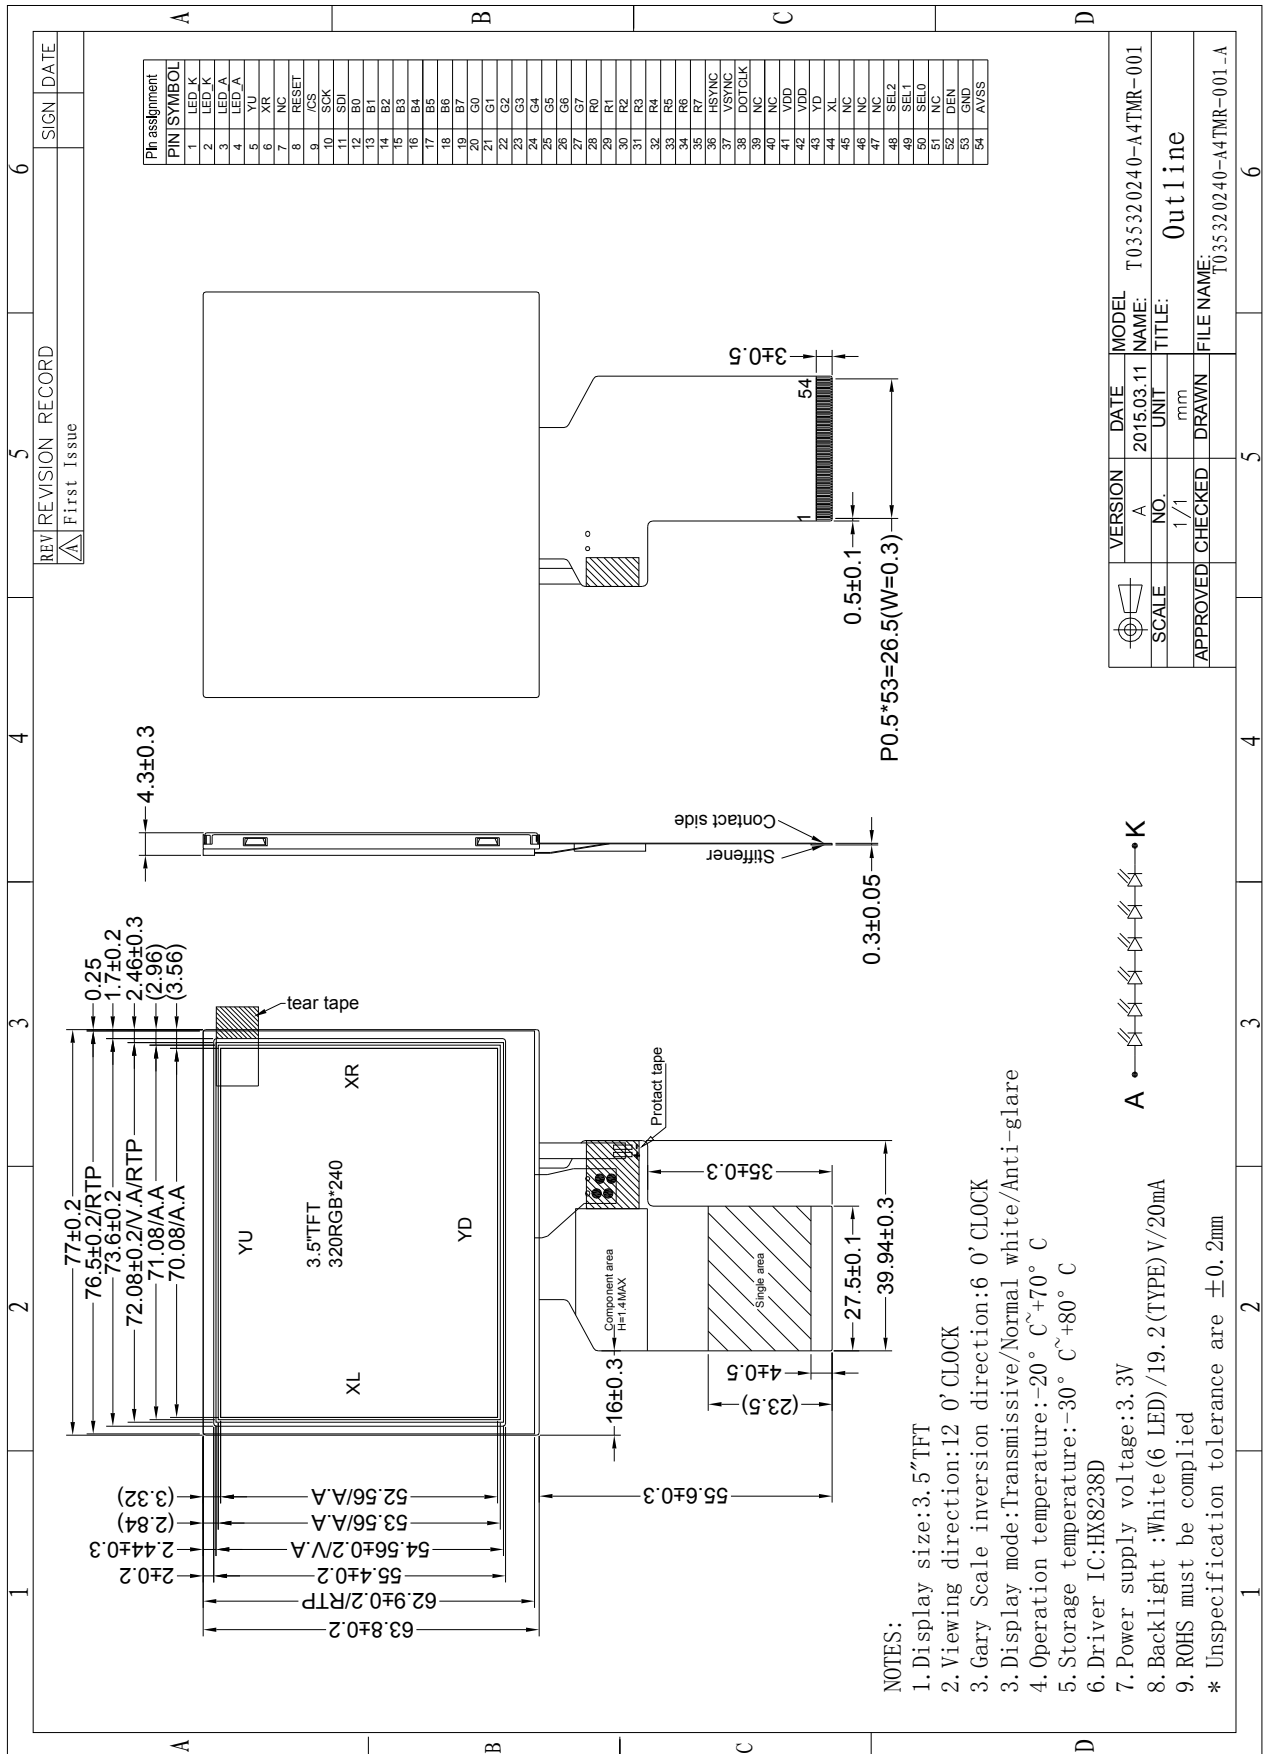 1
2
3
4
5
6
A
B
C
D
REV
REVISION RECORD
SIGN
DATE
A
First Issue
77±0.2
76.5±0.2/RTP
73.6±0.2
72.08±0.2/V.A/RTP
71.08/A.A
70.08/A.A
0.25
1.7±0.2
2.46±0.3
(2.96)
(3.56)
tear tape
63.8±0.2
62.9±0.2/RTP
55.4±0.2
54.56±0.2/V.A
53.56/A.A
52.56/A.A
2±0.2
2.44±0.3
(2.84)
(3.32)
YU
XL
XR
YD
3.5"TFT
320RGB*240
55.6±0.3
16±0.3
Component area
H=1.4MAX
Protact tape
35±0.3
Single area
(23.5)
4±0.5
27.5±0.1
39.94±0.3
4.3±0.3
Stiffener
Contact side
0.3±0.05
1
54
3±0.5
0.5±0.1
P0.5*53=26.5(W=0.3)
Pin assignment
PIN SYMBOL
1 LED_K
2 LED_K
3 LED_A
4 LED_A
5 YU
6 XR
7 NC
8 RESET
9 /CS
10 SCK
11 SDI
12 B0
13 B1
14 B2
15 B3
16 B4
17 B5
18 B6
19 B7
20 G0
21 G1
22 G2
23 G3
24 G4
25 G5
26 G6
27 G7
28 R0
29 R1
30 R2
31 R3
32 R4
33 R5
34 R6
35 R7
36 HSYNC
37 VSYNC
38 DOTCLK
39 NC
40 NC
41 VDD
42 VDD
43 YD
44 XL
45 NC
46 NC
47 NC
48 SEL2
49 SEL1
50 SEL0
51 NC
52 DEN
53 GND
54 AVSS
NOTES:
1.Display size:3.5"TFT
2.Viewing direction:12 O'CLOCK
3.Gary Scale inversion direction:6 O'CLOCK
3.Display mode:Transmissive/Normal white/Anti-glare
4.Operation temperature:-20° C~+70° C
5.Storage temperature:-30° C~+80° C
6.Driver IC:HX8238D
7.Power supply voltage:3.3V
8.Backlight :White(6 LED)/19.2(TYPE)V/20mA
9.ROHS must be complied
* Unspecification tolerance are ±0.2mm
A
K
VERSION
A
DATE
2015.03.11
MODEL NAME:
T035320240-A4TMR-001
SCALE
NO.
1/1
UNIT
mm
TITLE:
Outline
APPROVED
CHECKED
DRAWN
FILE NAME:
T035320240-A4TMR-001-A
1
2
3
4
5
6
A
B
C
D